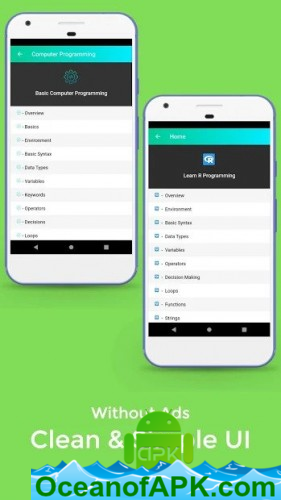 Computer Programming
Basic Computer Programming
- Overview
- Basics
- Environment
- Basic Syntax
- Data Types
- Variables
- Keywords
- Operators
- Decisions
- Loops
Home
R
Learn R Programming
- Overview
- Environment
- Basic Syntax
- Data Types
- Variables
- Operators
- Decision Making
- Loops
- Functions
- Strings
Without Ads
Clean & Simple UI
APK
OceanofAPK.com